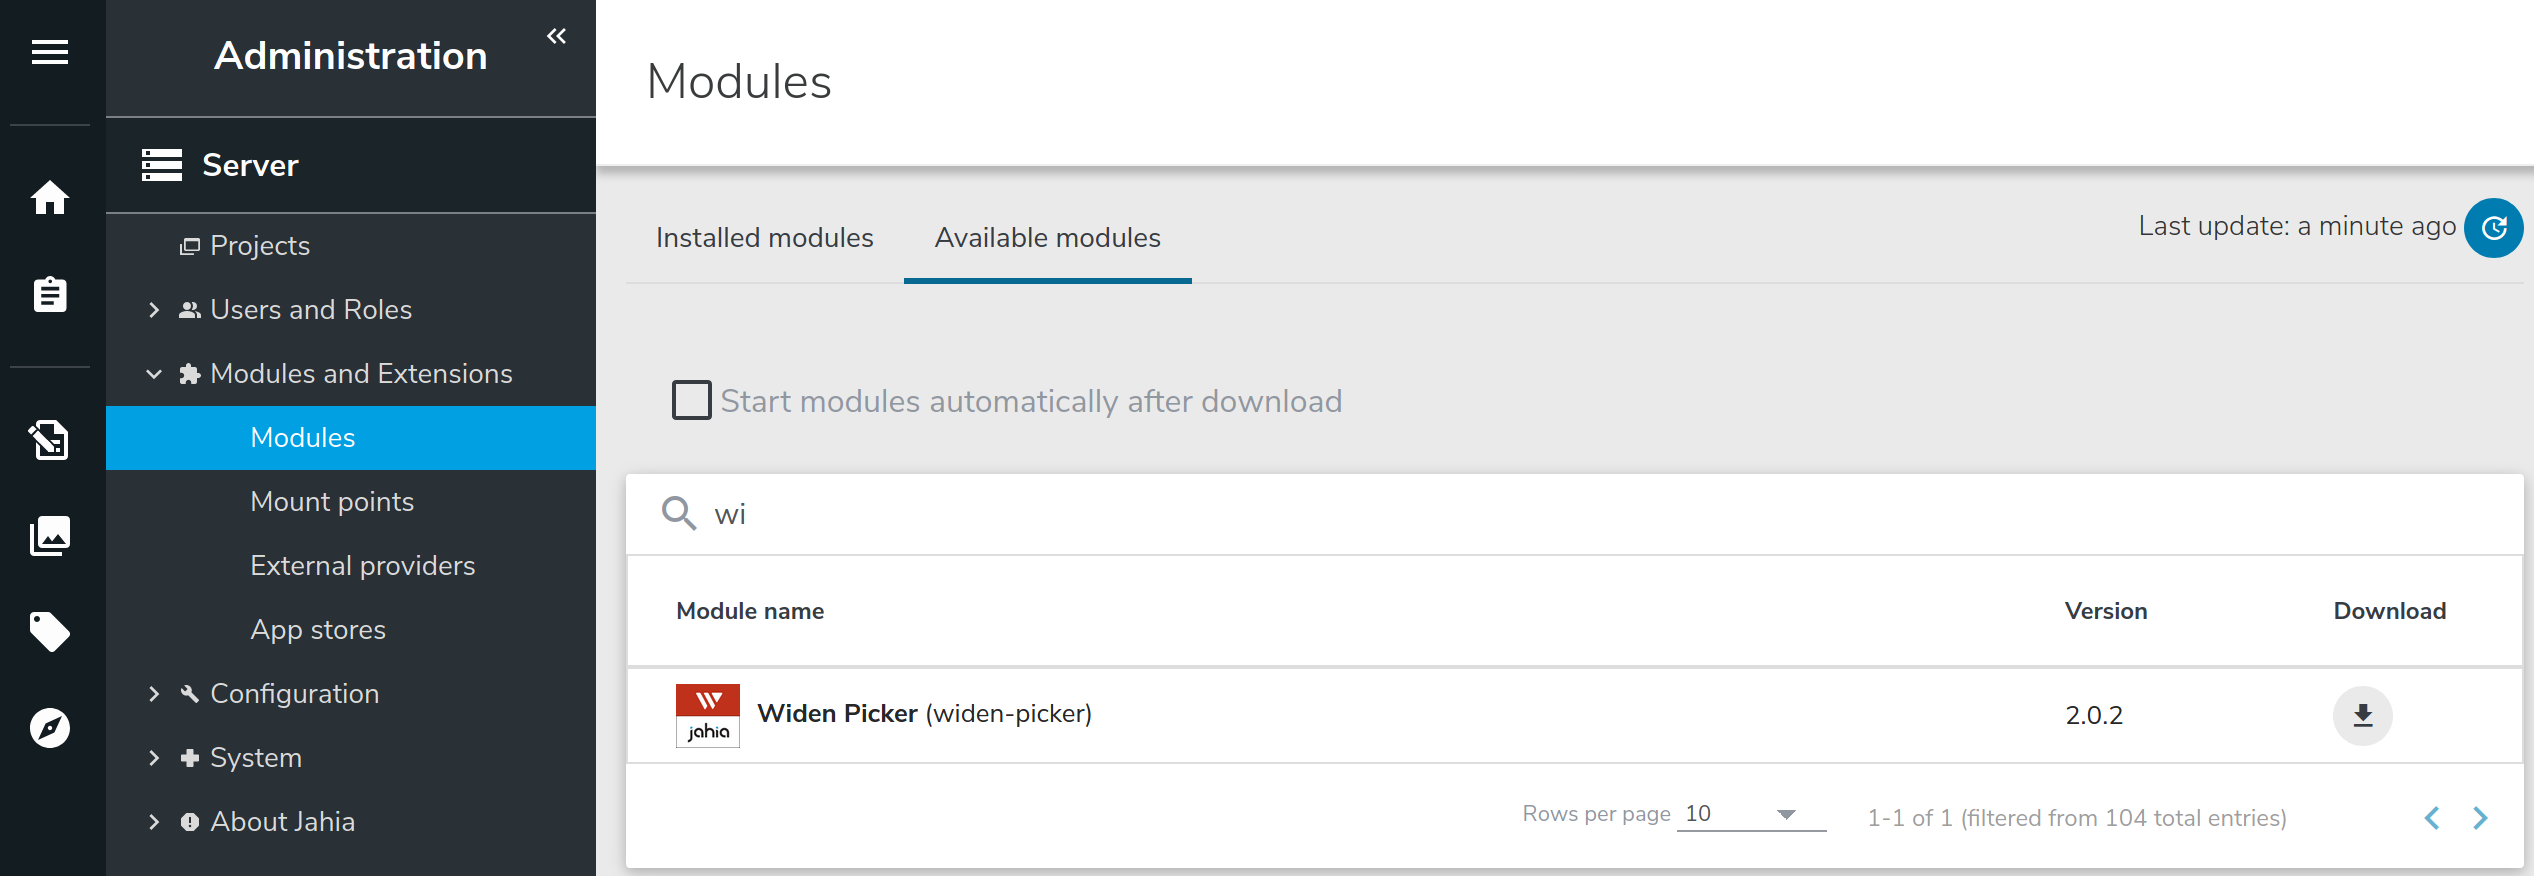 Administration
Server
Projects
Users and Roles
Modules and Extensions
Modules
Mount points
External providers
App stores
Configuration
System
About Jahia
Modules
Installed modules
Available modules
Last update: a minute ago
Start modules automatically after download
wi
Module name
Version
Download
jahia
Widen Picker (widen-picker)
2.0.2
Rows per page 10
1-1 of 1 (filtered from 104 total entries)